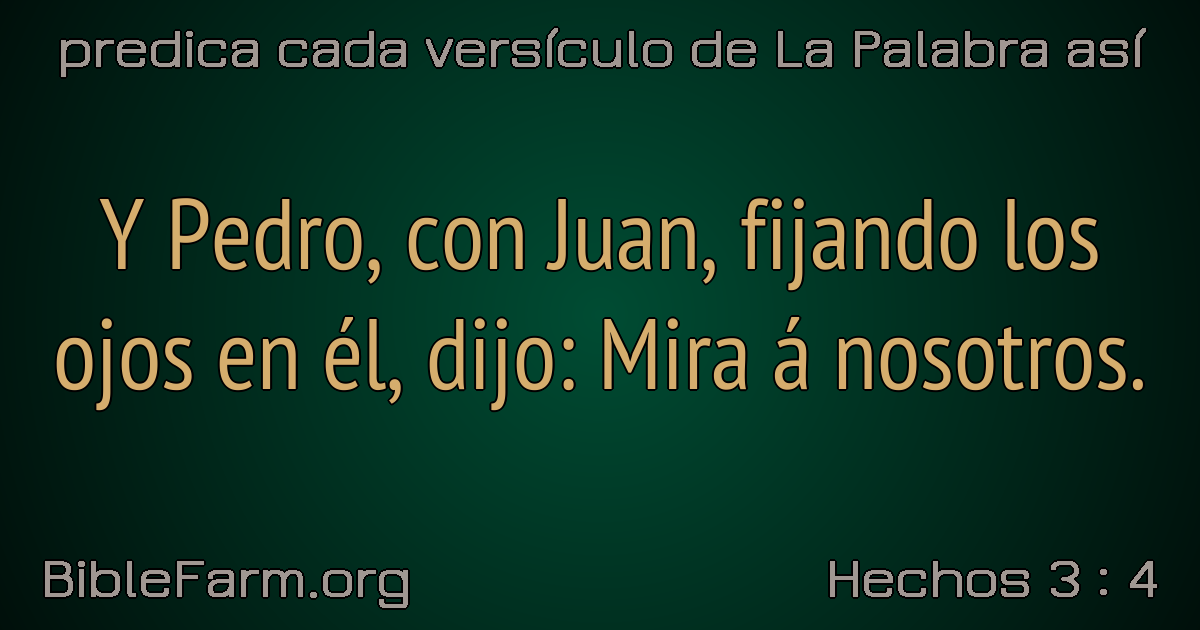 predica cada versículo de La Palabra así
Y Pedro, con Juan, fijando los
ojos en él, dijo: Mira á nosotros.
BibleFarm.org
Hechos 3 : 4